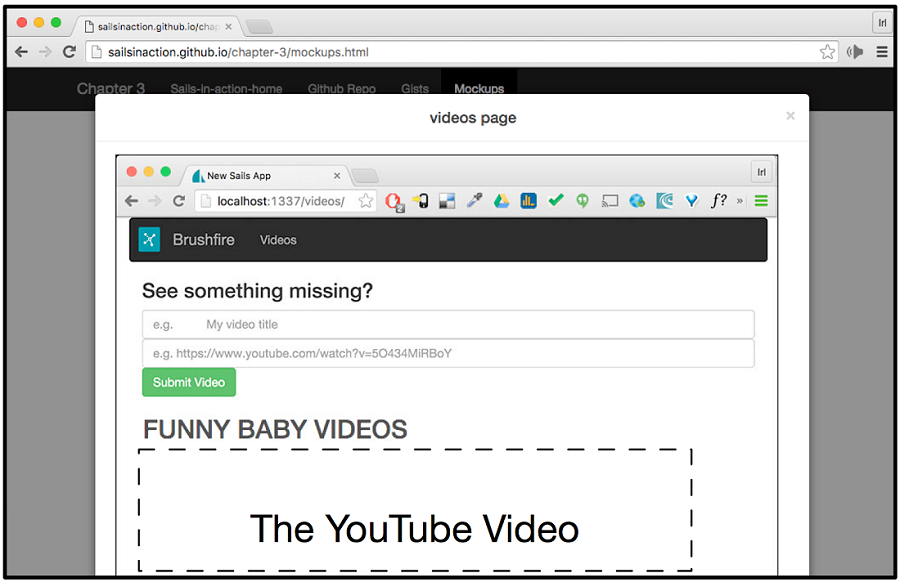 sailsinaction.github.io/chap
Irl
sailsinaction.github.io/chapter-3/mockups.html
Chapter 3 Sails-in-action-home Github Repo Gists Mockups
videos page
×
New Sails App
Irl
localhost:1337/videos/
f? »
Brushfire Videos
See something missing?
e.g. My video title
e.g. https://www.youtube.com/watch?v=5O434MiRBoY
Submit Video
FUNNY BABY VIDEOS
The YouTube Video